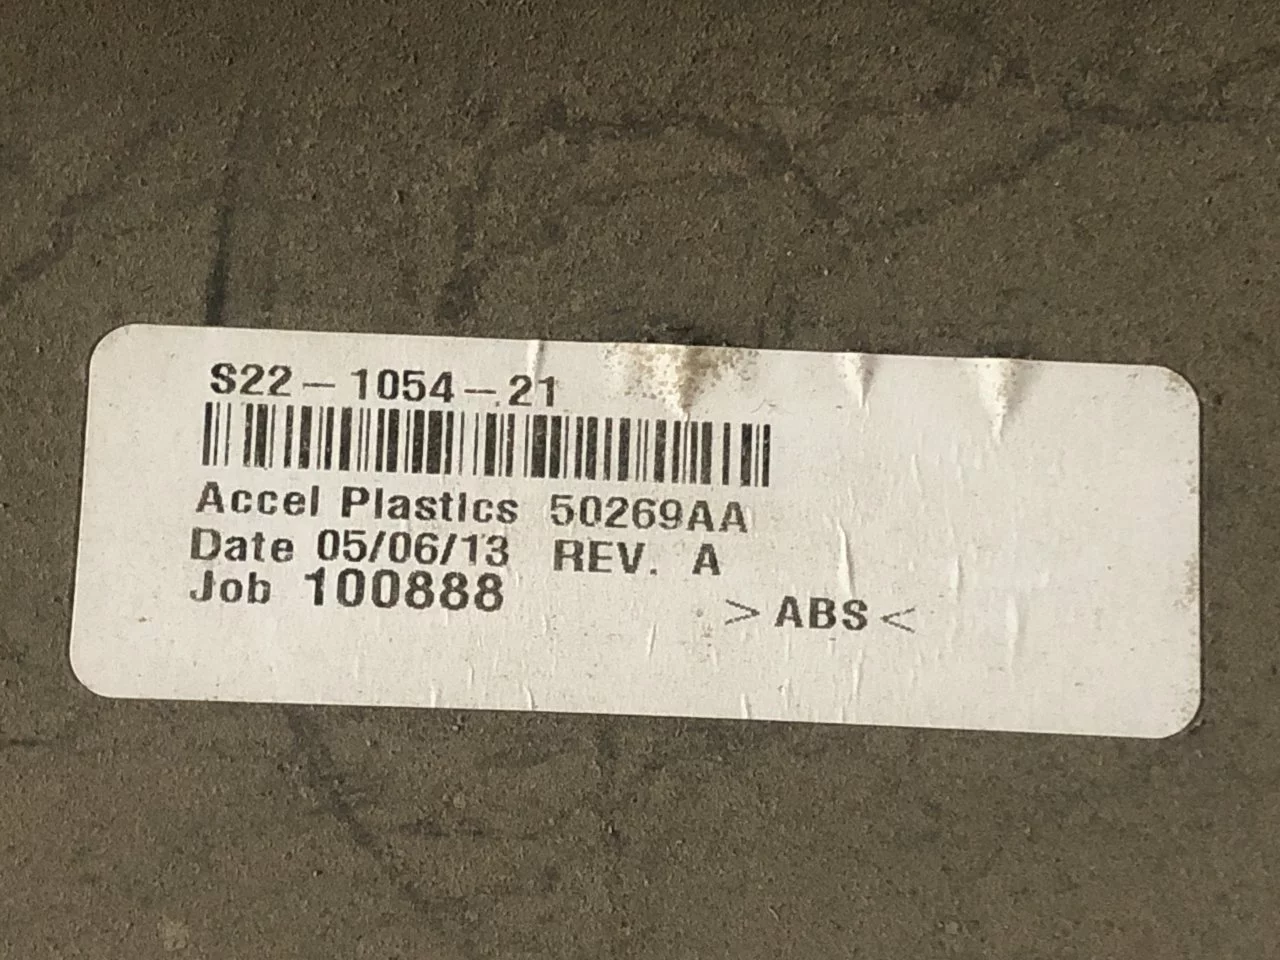 S22-1054-21
Accel Plastics 50269AA
Date 05/06/13 REV. A
Job 100888
>ABS<